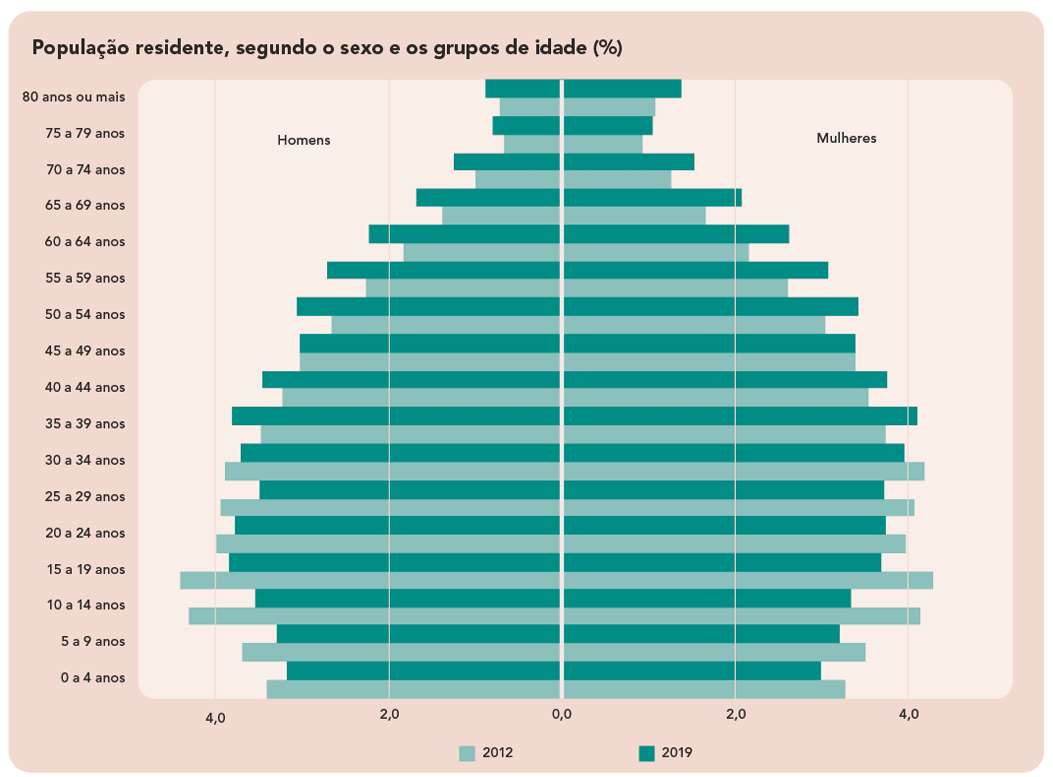 População residente, segundo o sexo e os grupos de idade (%)
80 anos ou mais
75 a 79 anos
Homens
Mulheres
70 a 74 anos
65 a 69 anos
60 a 64 anos
55 a 59 anos
50 a 54 anos
45 a 49 anos
40 a 44 anos
35 a 39 anos
30 a 34 anos
25 a 29 anos
20 a 24 anos
15 a 19 anos
10 a 14 anos
5 a 9 anos
0 a 4 anos
4,0 2,0 0,0 2,0 4,0
2012 2019